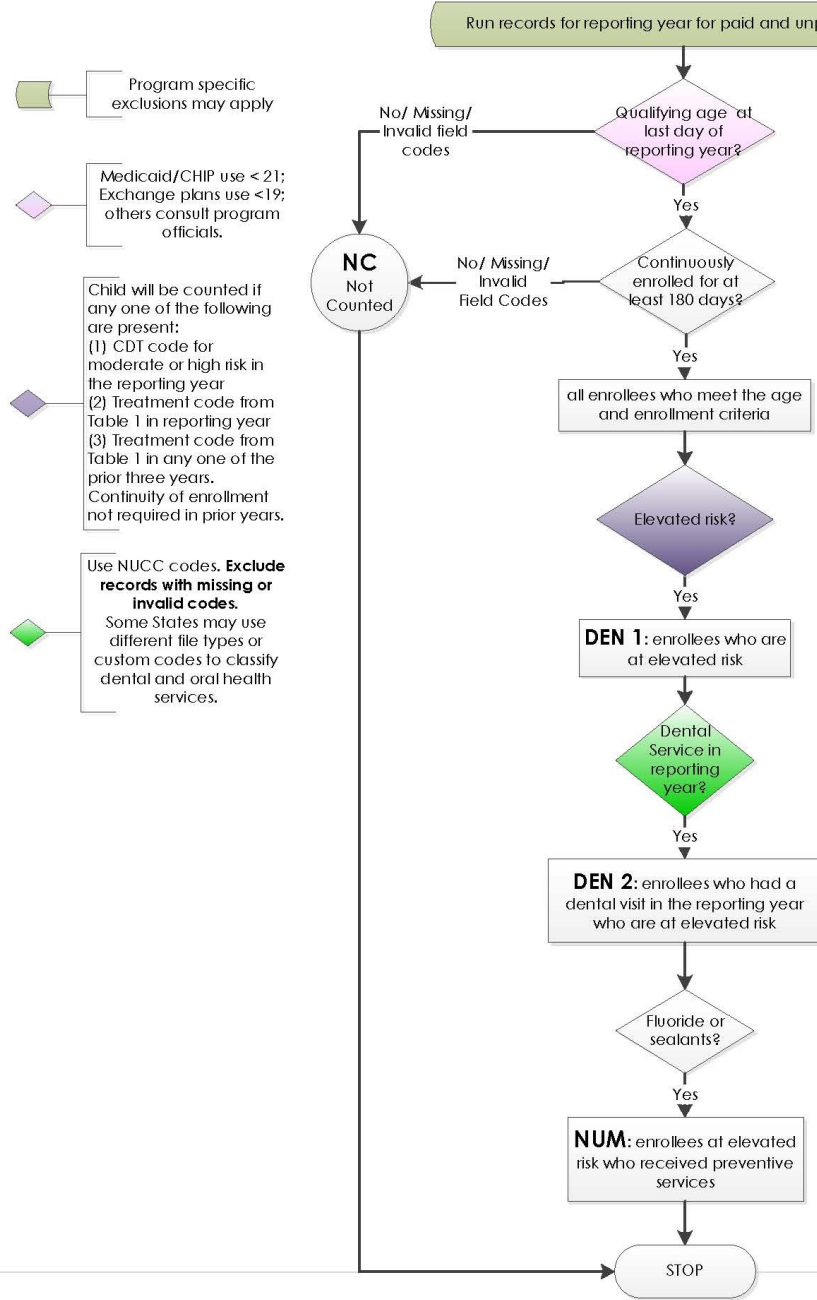 Run records for reporting year for paid and
Program specific
exclusions may apply
Qualifying age at
last day of
reporting year?
No/ Missing/
Invalid field
codes
Medicaid/CHIP use < 21;
Exchange plans use <19;
others consult program
officials.
Yes
NC
Not
Counted
No/ Missing/
Invalid
Field Codes
Continuously
enrolled for at
least 180 days?
Child will be counted if
any one of the following
are present:
(1) CDT code for
moderate or high risk in
the reporting year
(2) Treatment code from
Table 1 in reporting year
(3) Treatment code from
Table 1 in any one of the
prior three years.
Continuity of enrollment
not required in prior years.
Yes
all enrollees who meet the age
and enrollment criteria
Elevated risk?
Yes
Use NUCC codes. Exclude
records with missing or
invalid codes.
Some States may use
different file types or
custom codes to classify
dental and oral health
services.
DEN 1: enrollees who are
at elevated risk
Dental
Service in
reporting
year?
Yes
DEN 2: enrollees who had a
dental visit in the reporting year
who are at elevated risk
Fluoride or
sealants?
Yes
NUM: enrollees at elevated
risk who received preventive
services
STOP